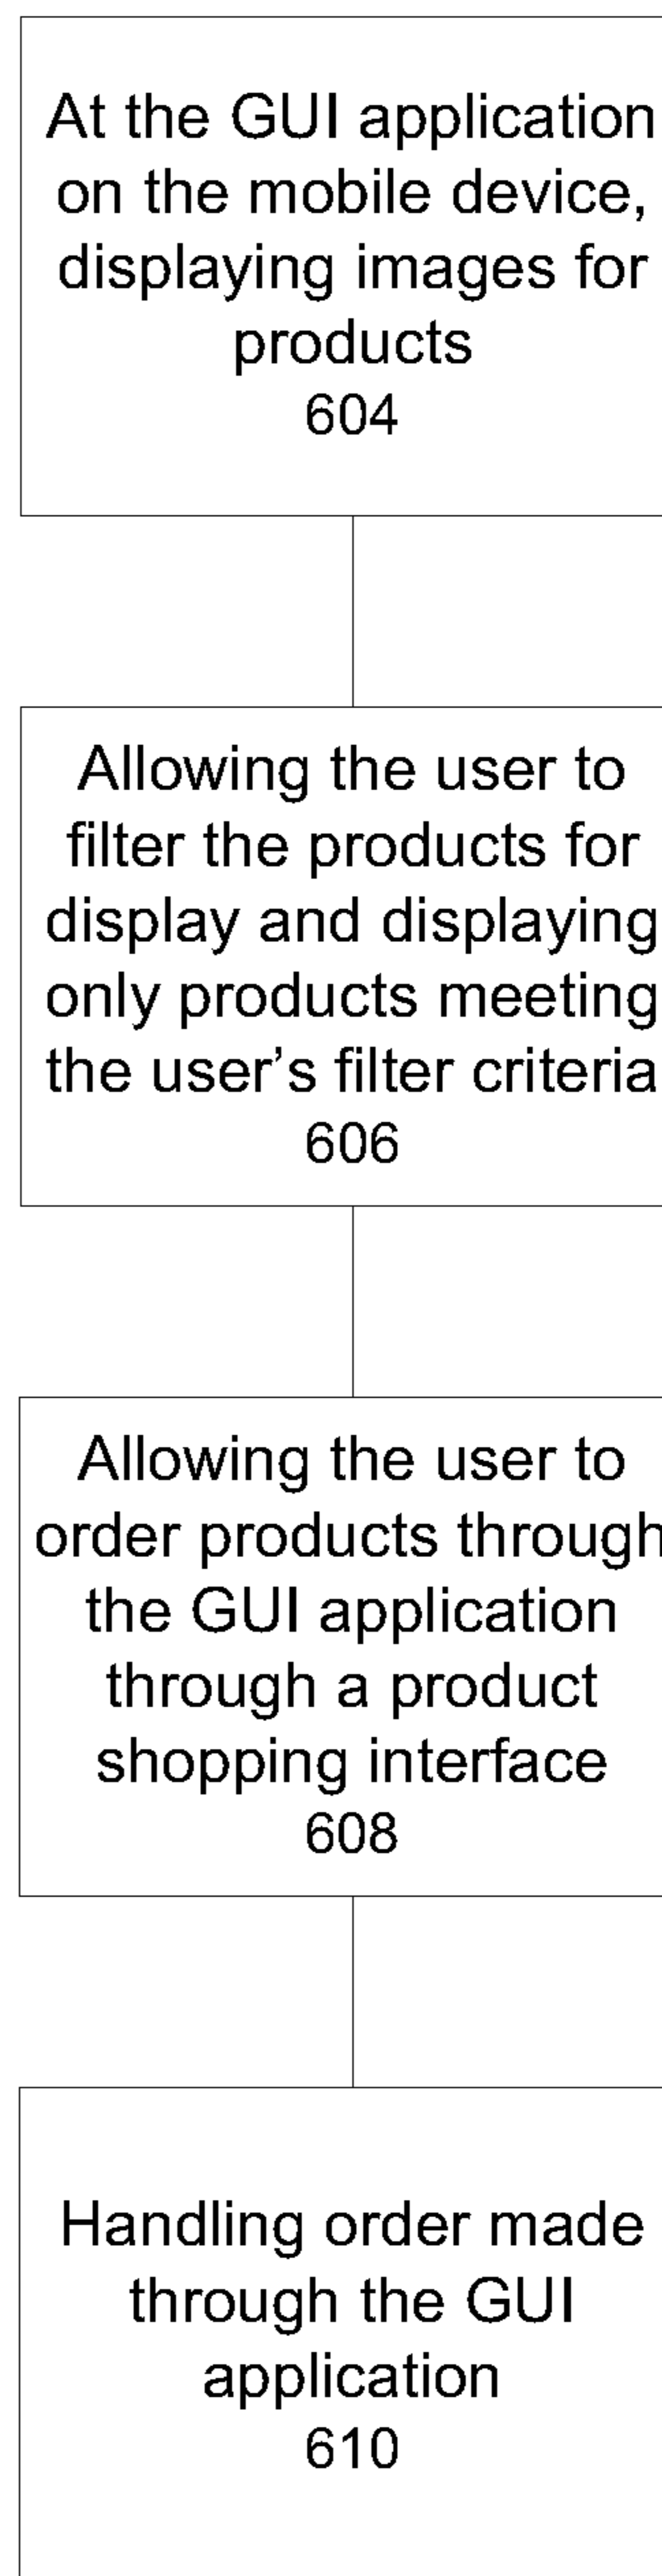 At the GUI application
on the mobile device,
displaying images for
products
604
Allowing the user to
filter the products for
display and displaying
only products meeting
the user’s filter criteria
606
Allowing the user to
order products through
the GUI application
through a product
shopping interface
608
Handling order made
through the GUI
application
610